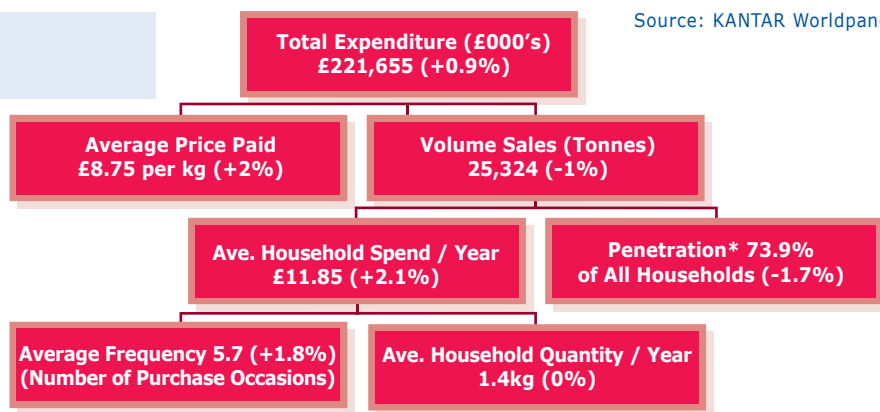 Source: KANTAR
Total Expenditure (£000’s)
£221,655 (+0.9%)
Average Price Paid
£8.75 per kg (+2%)
Volume Sales (Tonnes)
25,324 (-1%)
Ave. Household Spend / Year
£11.85 (+2.1%)
Penetration* 73.9%
of All Households (-1.7%)
Average Frequency 5.7 (+1.8%)
(Number of Purchase Occasions)
Ave. Household Quantity / Year
1.4kg (0%)